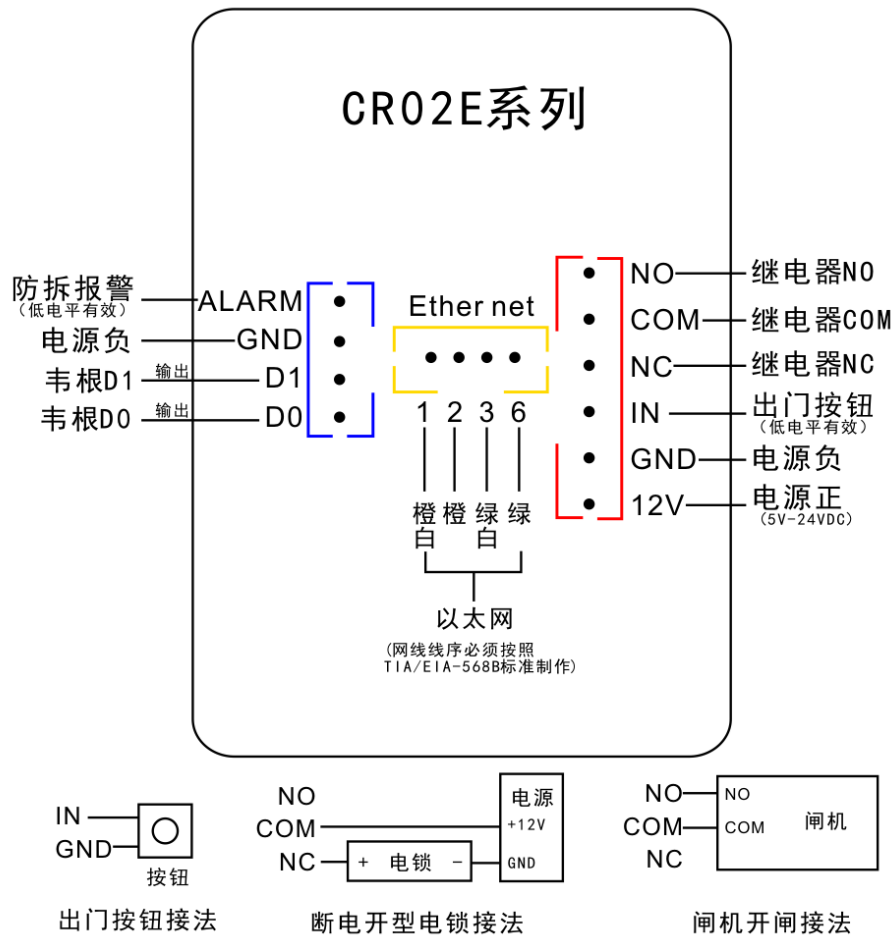 CR02E系列
防拆报警
(低电平有效)
ALARM
电源负
GND
韦根D1
输出
D1
韦根D0
输出
D0
Ether net
1 2 3 6
橙白 橙 绿白 绿
以太网
(网线线序必须按照
TIA/EIA-568B标准制作)
NO
继电器NO
COM
继电器COM
NC
继电器NC
IN
出门按钮
(低电平有效)
GND
电源负
12V
电源正
(5V-24VDC)
IN
GND
按钮
出门按钮接法
NO
COM
NC
+ 电锁 -
电源
+12V
GND
断电开型电锁接法
NO
COM
NC
NO
COM
闸机
闸机开闸接法